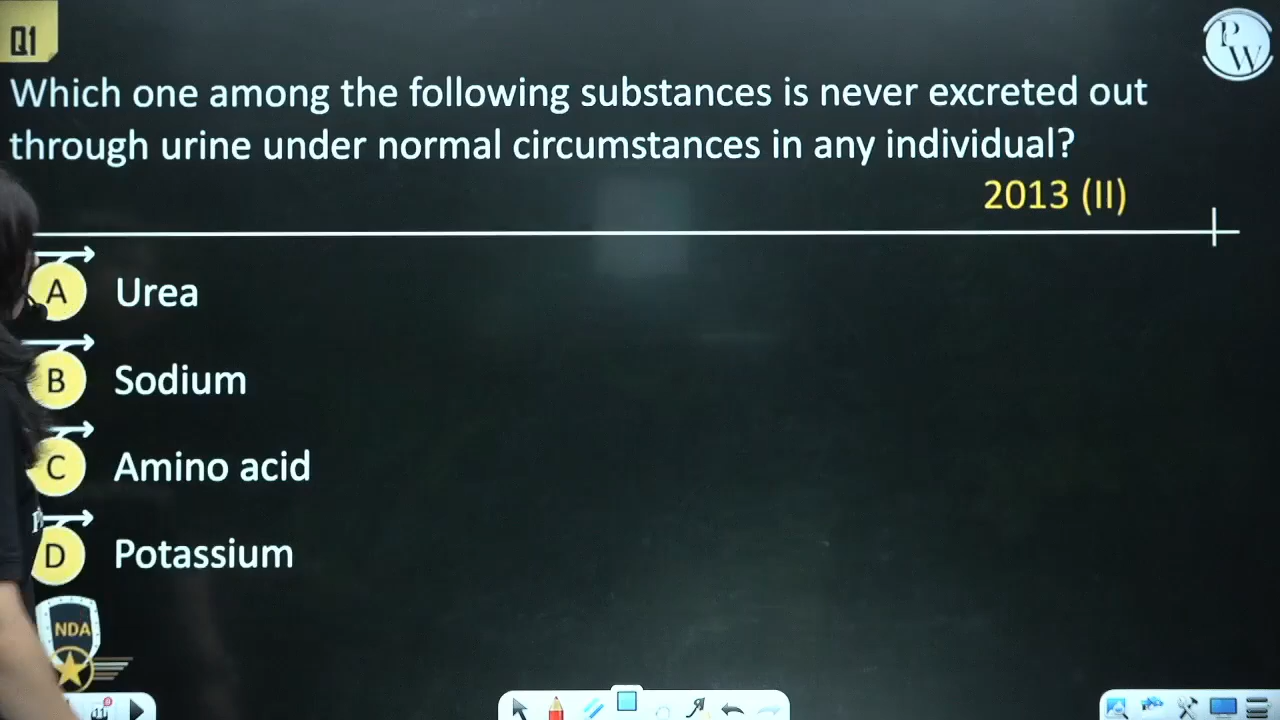 Q1
PW
Which one among the following substances is never excreted out
through urine under normal circumstances in any individual?
2013 (II)
A Urea
B Sodium
C Amino acid
D Potassium
NDA